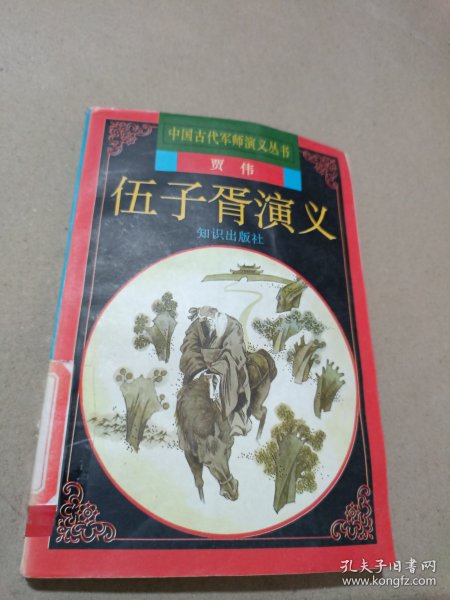 中国古代军师演义丛书
贾伟
伍子胥演义
知识出版社
孔夫子旧书网
www.kongfz.com